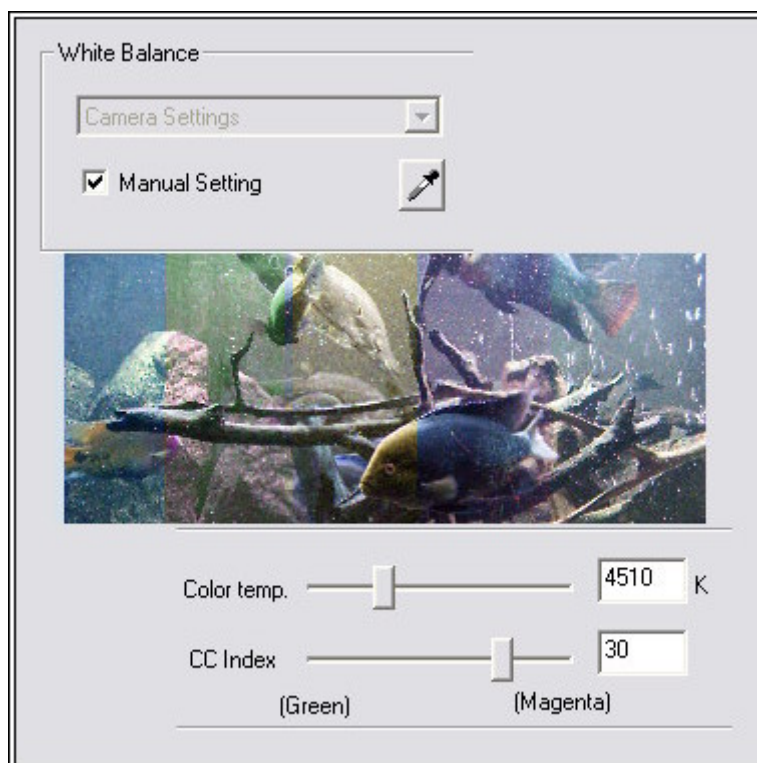 White Balance
Camera Settings
Manual Setting
Color temp.
4510
K
CC Index
30
(Green)
(Magenta)